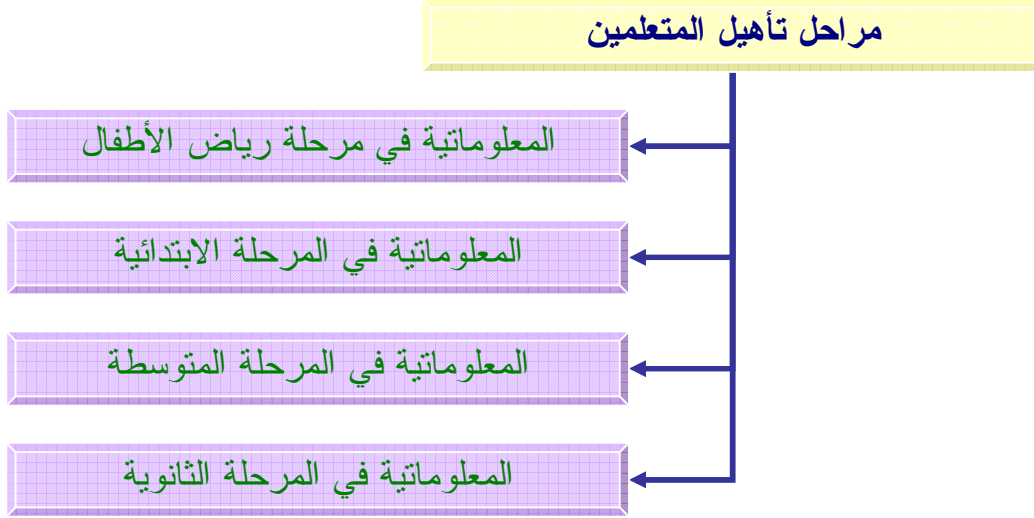 مراحل تأهيل المتعلمين
المعلوماتية في مرحلة رياض الأطفال
المعلوماتية في المرحلة الابتدائية
المعلوماتية في المرحلة المتوسطة
المعلوماتية في المرحلة الثانوية